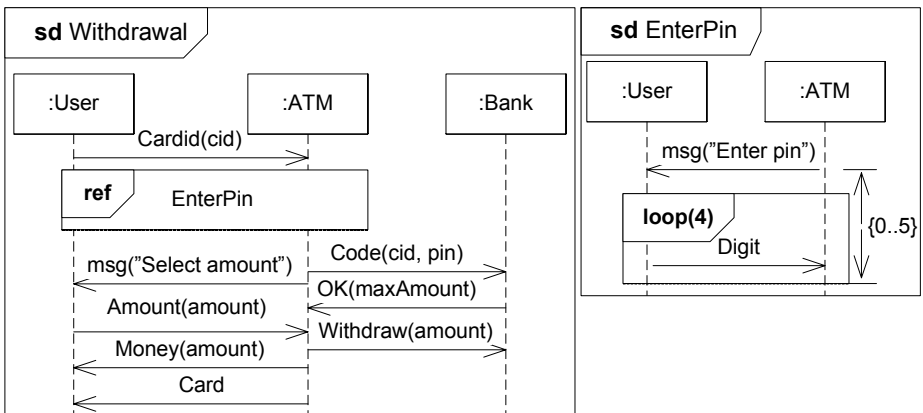 sd Withdrawal
:User
:ATM
:Bank
Cardid(cid)
ref
EnterPin
Code(cid, pin)
msg("Select amount")
OK(maxAmount)
Amount(amount)
Withdraw(amount)
Money(amount)
Card
sd EnterPin
:User
:ATM
msg("Enter pin")
loop(4)
{0..5}
Digit